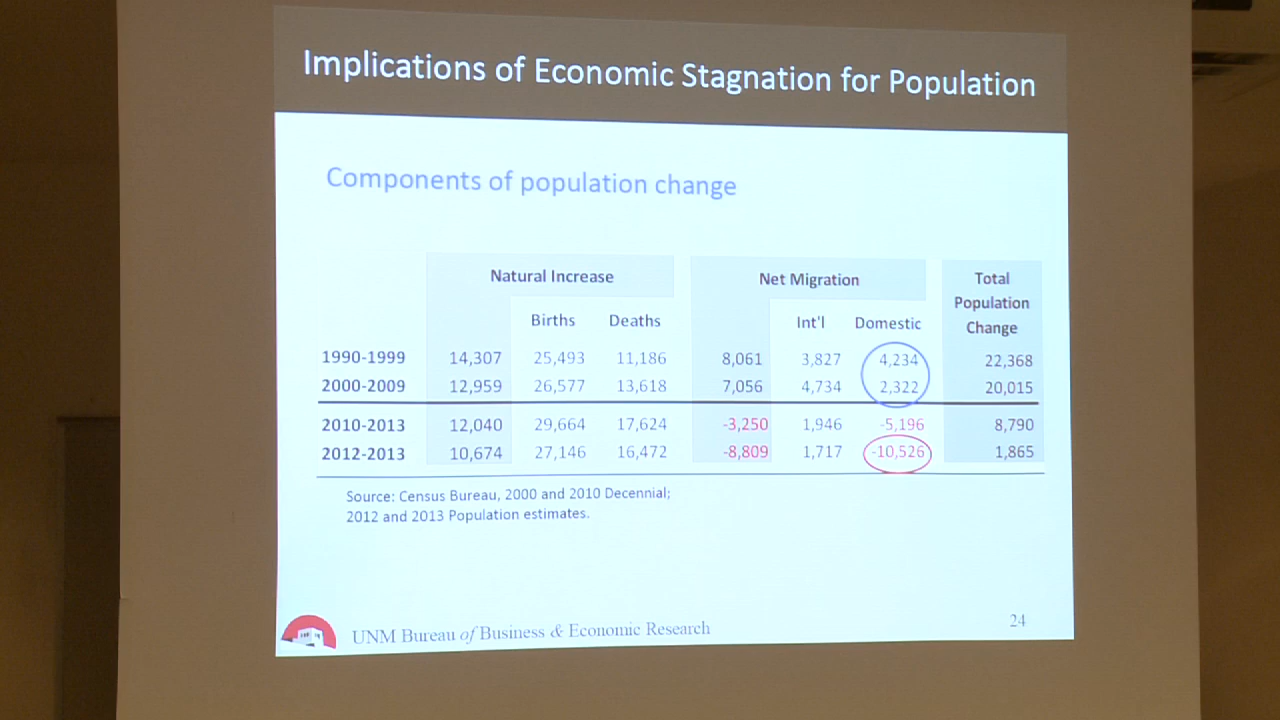 Implications of Economic Stagnation for Population
Components of population change
Natural Increase Net Migration Total Population Change
Births Deaths Int'l Domestic
1990-1999 14,307 25,493 11,186 8,061 3,827 4,234 22,368
2000-2009 12,959 26,577 13,618 7,056 4,734 2,322 20,015
2010-2013 12,040 29,664 17,624 -3,250 1,946 -5,196 8,790
2012-2013 10,674 27,146 16,472 -8,809 1,717 -10,526 1,865
Source: Census Bureau, 2000 and 2010 Decennial;
2012 and 2013 Population estimates.
UNM Bureau of Business & Economic Research
24